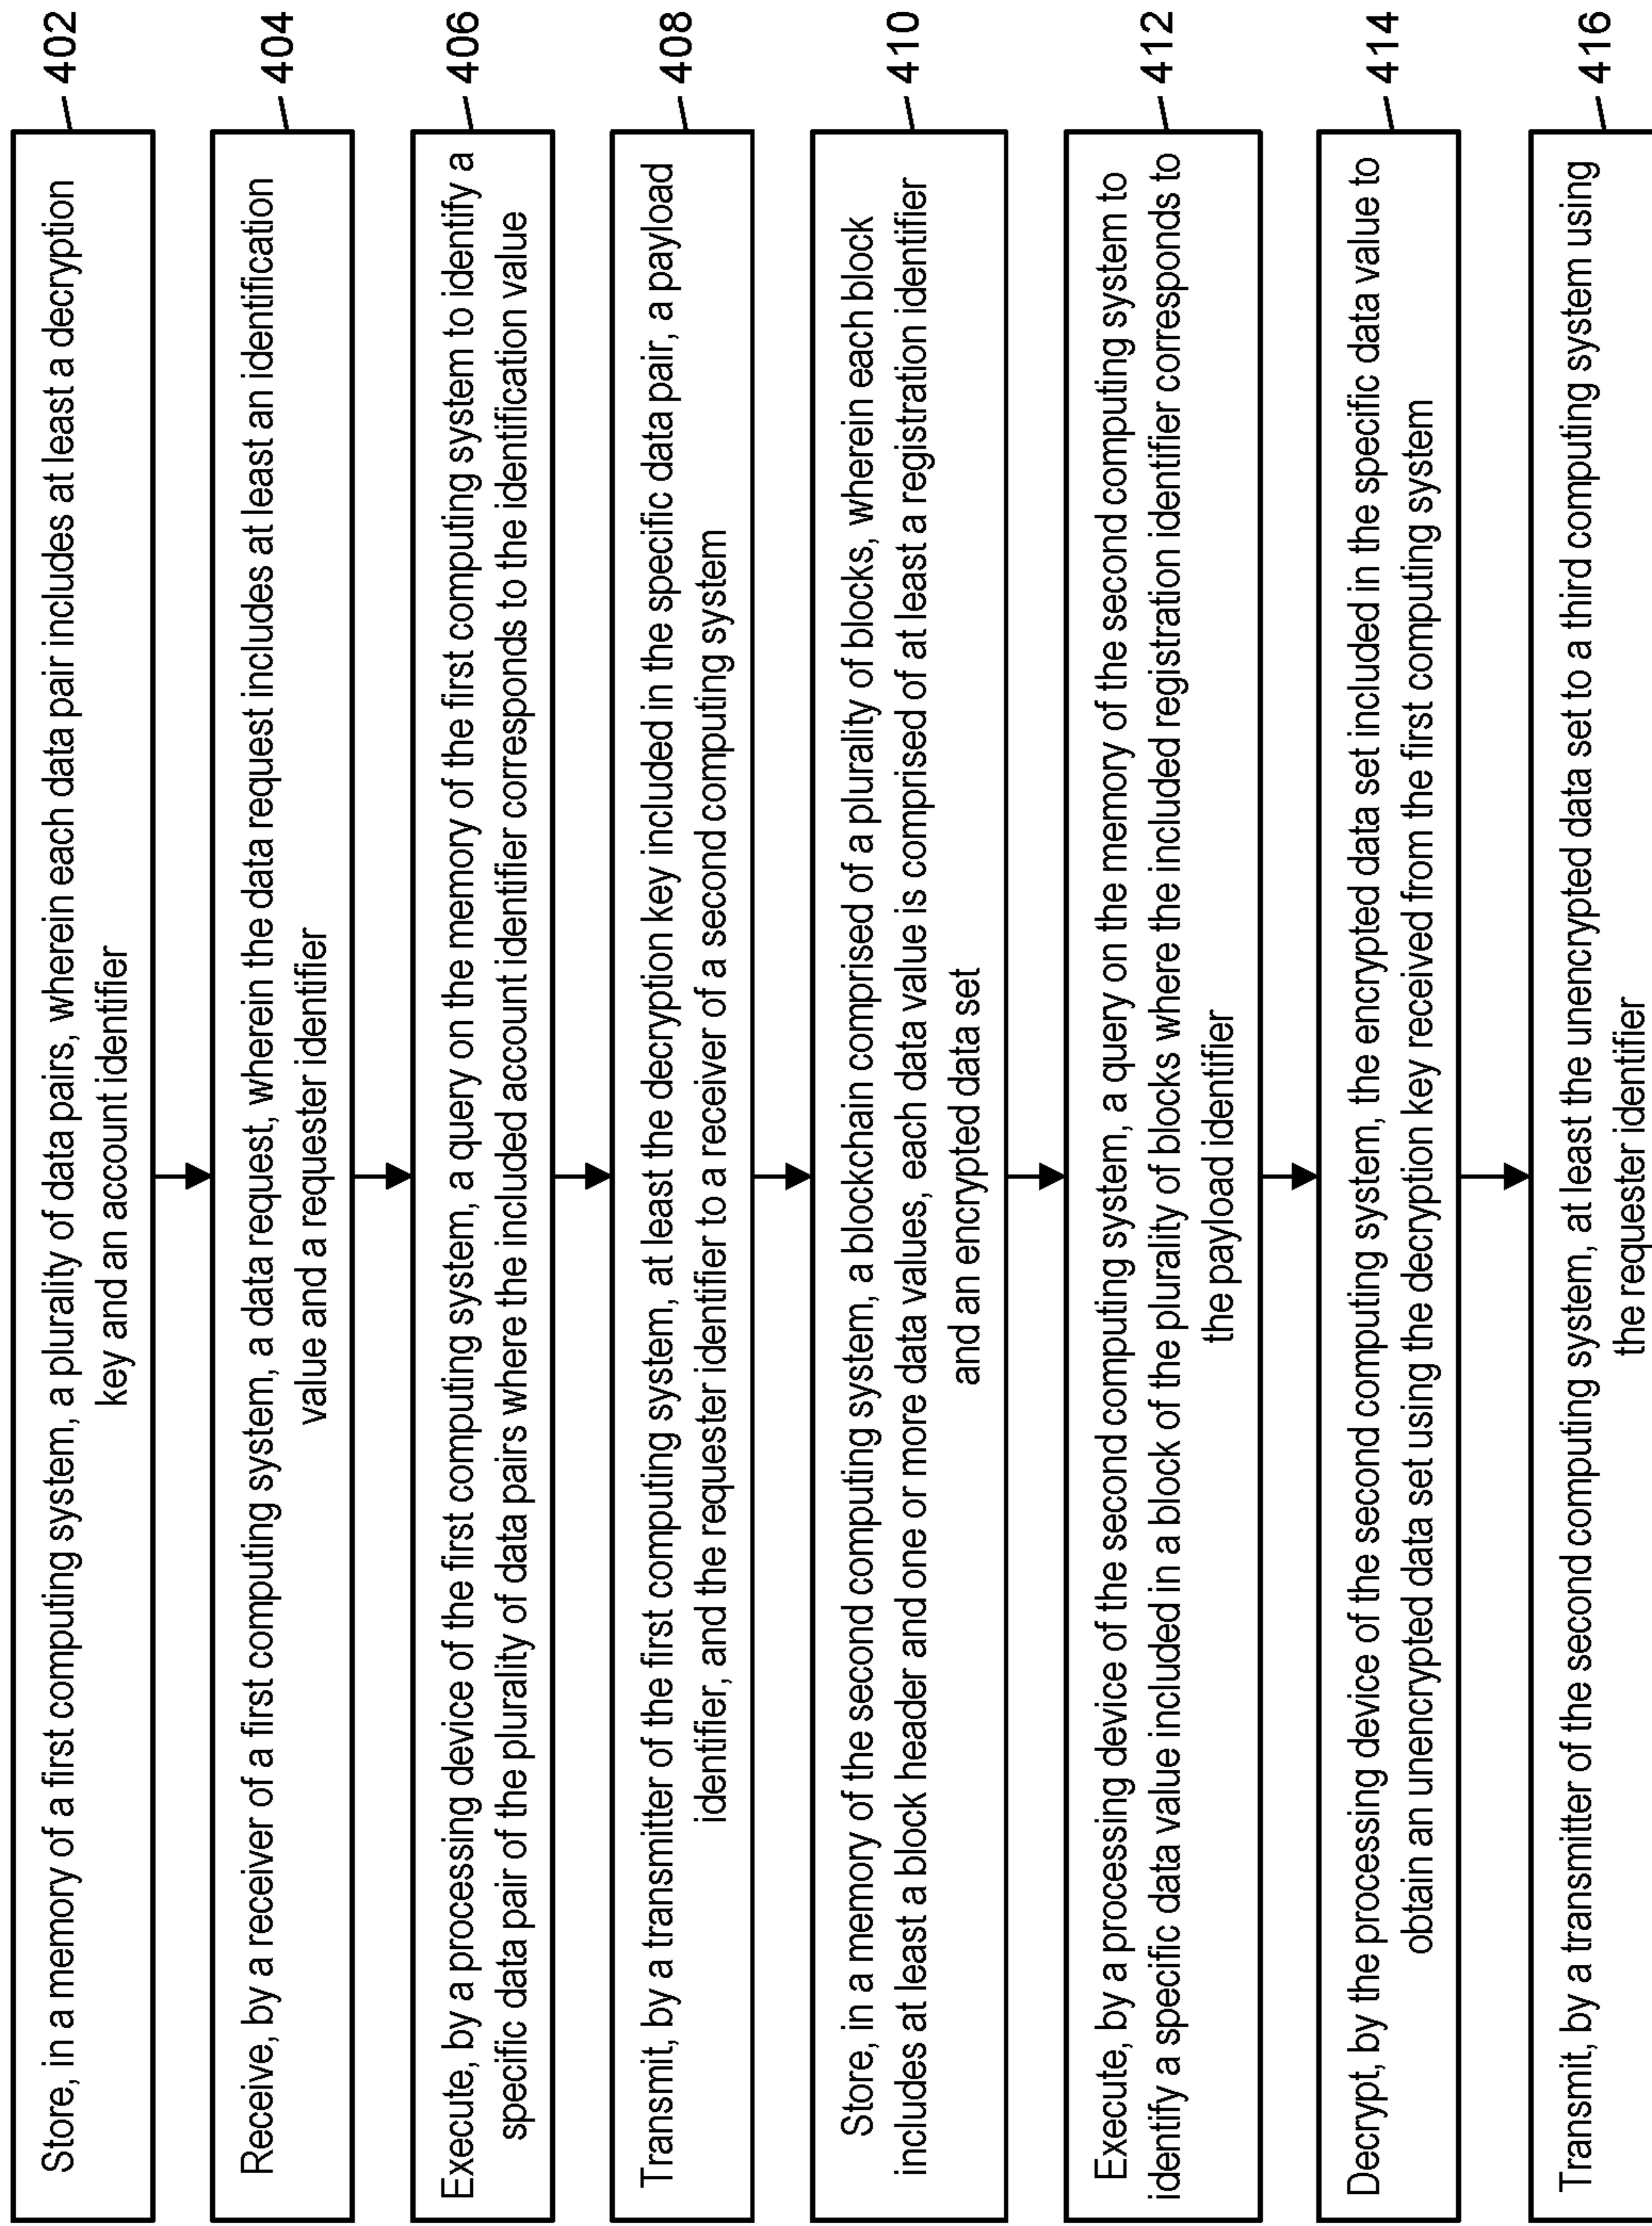 Store, in a memory of a first computing system, a plurality of data pairs, wherein each data pair includes at least a decryption
key and an account identifier
402
Receive, by a receiver of a first computing system, a data request, wherein the data request includes at least an identification
value and a requester identifier
404
Execute, by a processing device of the first computing system, a query on the memory of the first computing system to identify a
specific data pair of the plurality of data pairs where the included account identifier corresponds to the identification value
406
Transmit, by a transmitter of the first computing system, at least the decryption key included in the specific data pair, a payload
identifier, and the requester identifier to a receiver of a second computing system
408
Store, in a memory of the second computing system, a blockchain comprised of a plurality of blocks, wherein each block
includes at least a block header and one or more data values, each data value is comprised of at least a registration identifier
and an encrypted data set
410
Execute, by a processing device of the second computing system, a query on the memory of the second computing system to
identify a specific data value included in a block of the plurality of blocks where the included registration identifier corresponds to
the payload identifier
412
Decrypt, by the processing device of the second computing system, the encrypted data set included in the specific data value to
obtain an unencrypted data set using the decryption key received from the first computing system
414
Transmit, by a transmitter of the second computing system, at least the unencrypted data set to a third computing system using
the requester identifier
416